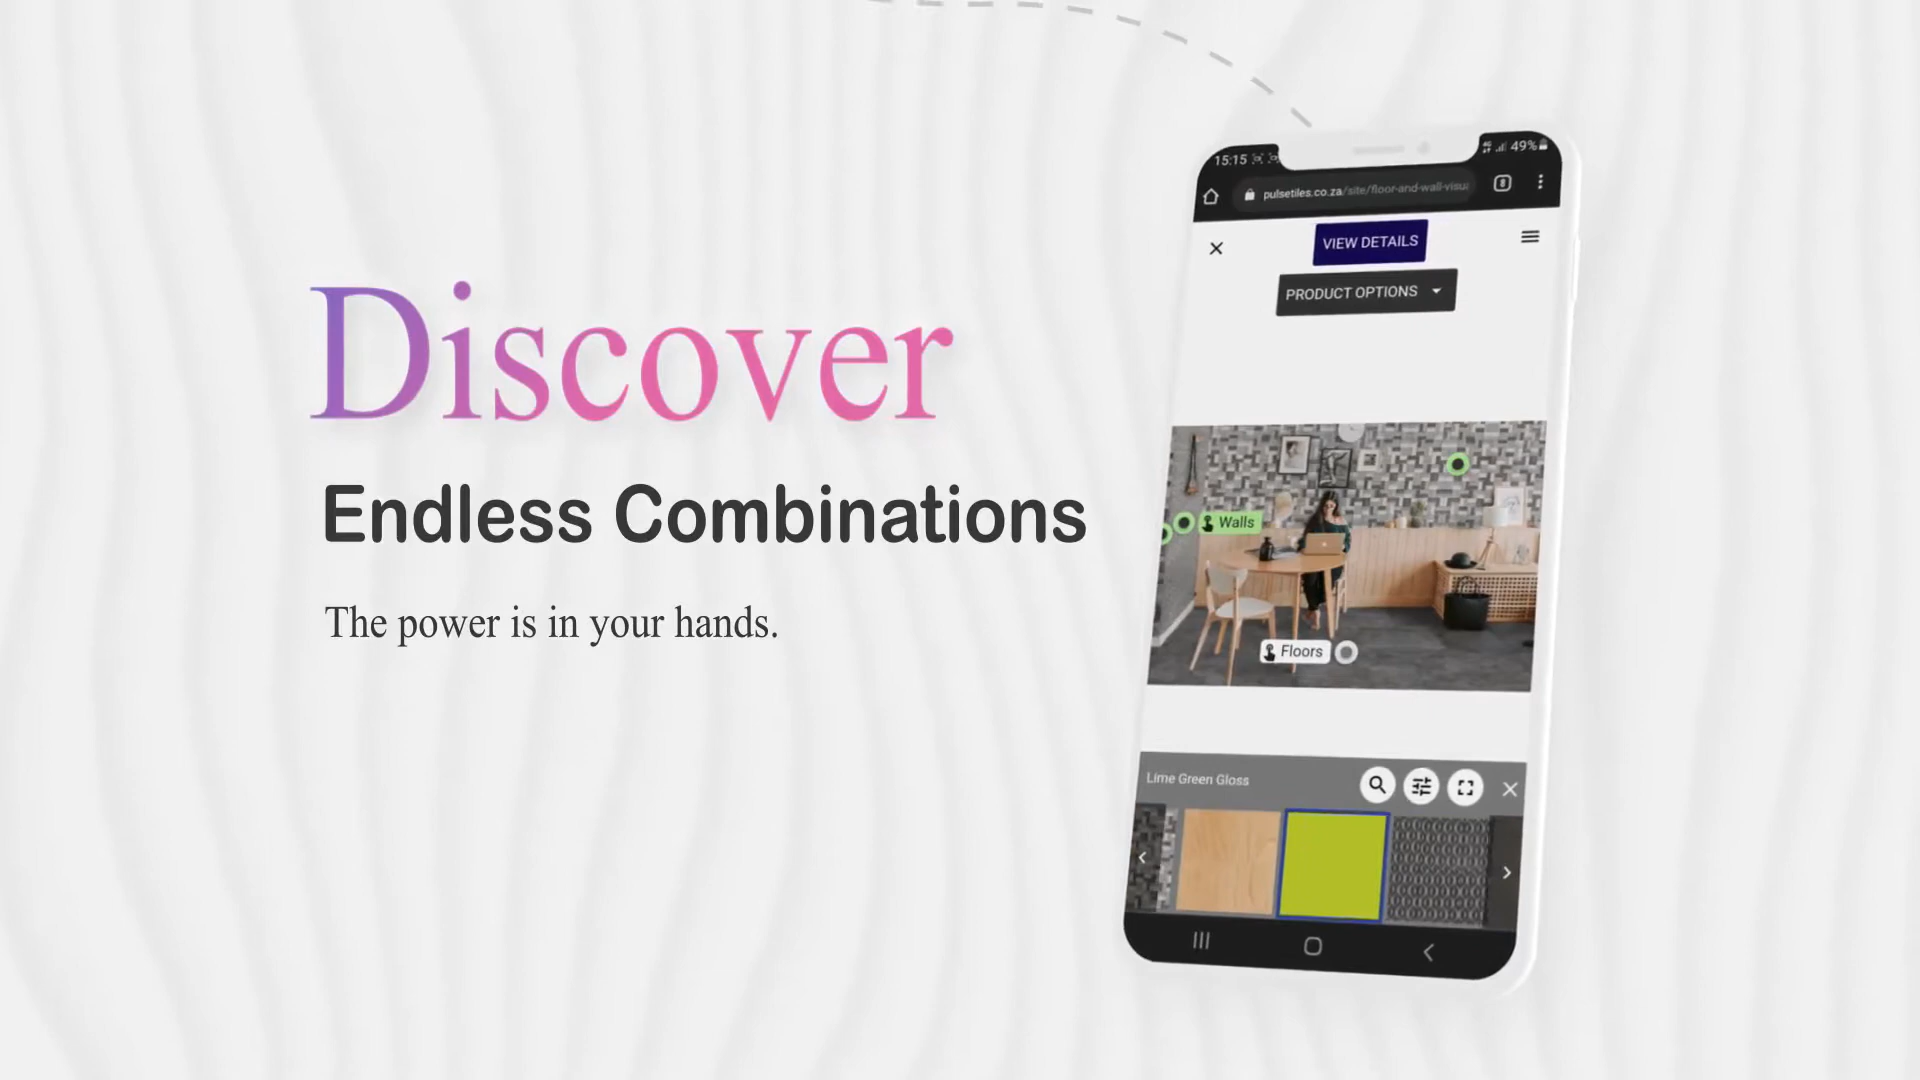 Discover
Endless Combinations
The power is in your hands.
15:15
49%
pulsetiles.co.za/site/floor-and-wall-visu
8
VIEW DETAILS
PRODUCT OPTIONS
Walls
Floors
Lime Green Gloss